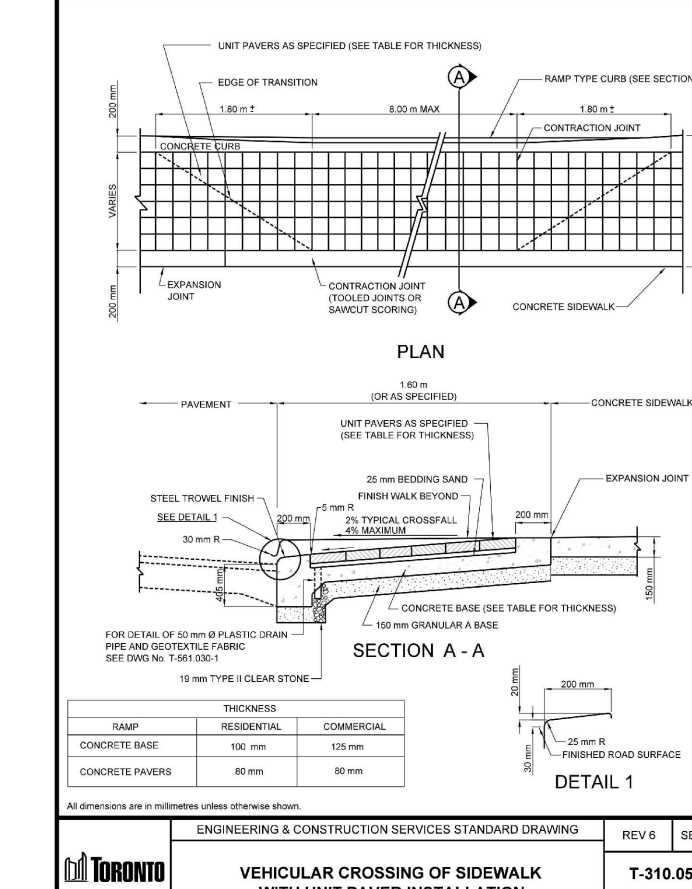 UNIT PAVERS AS SPECIFIED (SEE TABLE FOR THICKNESS)
EDGE OF TRANSITION
A
RAMP TYPE CURB (SEE SECTION
200 mm
1.80 m ±
8.00 m MAX
1.80 m ±
CONTRACTION JOINT
CONCRETE CURB
VARIES
EXPANSION
JOINT
CONTRACTION JOINT
(TOOLED JOINTS OR
SAWCUT SCORING)
A
CONCRETE SIDEWALK
200 mm
PLAN
1.60 m
(OR AS SPECIFIED)
PAVEMENT
CONCRETE SIDEWALK
UNIT PAVERS AS SPECIFIED
(SEE TABLE FOR THICKNESS)
25 mm BEDDING SAND
EXPANSION JOINT
FINISH WALK BEYOND
STEEL TROWEL FINISH
5 mm R
SEE DETAIL 1
200 mm
2% TYPICAL CROSSFALL
4% MAXIMUM
200 mm
30 mm R
405 mm
150 mm
CONCRETE BASE (SEE TABLE FOR THICKNESS)
150 mm GRANULAR A BASE
FOR DETAIL OF 50 mm Ø PLASTIC DRAIN
PIPE AND GEOTEXTILE FABRIC
SEE DWG No. T-561.030-1
SECTION A - A
19 mm TYPE II CLEAR STONE
20 mm
200 mm
25 mm R
FINISHED ROAD SURFACE
30 mm
DETAIL 1
THICKNESS
RAMP RESIDENTIAL COMMERCIAL
CONCRETE BASE 100 mm 125 mm
CONCRETE PAVERS 80 mm 80 mm
All dimensions are in millimetres unless otherwise shown.
ENGINEERING & CONSTRUCTION SERVICES STANDARD DRAWING
REV 6
TORONTO
VEHICULAR CROSSING OF SIDEWALK
WITH UNIT PAVER INSTALLATION
T-310.05